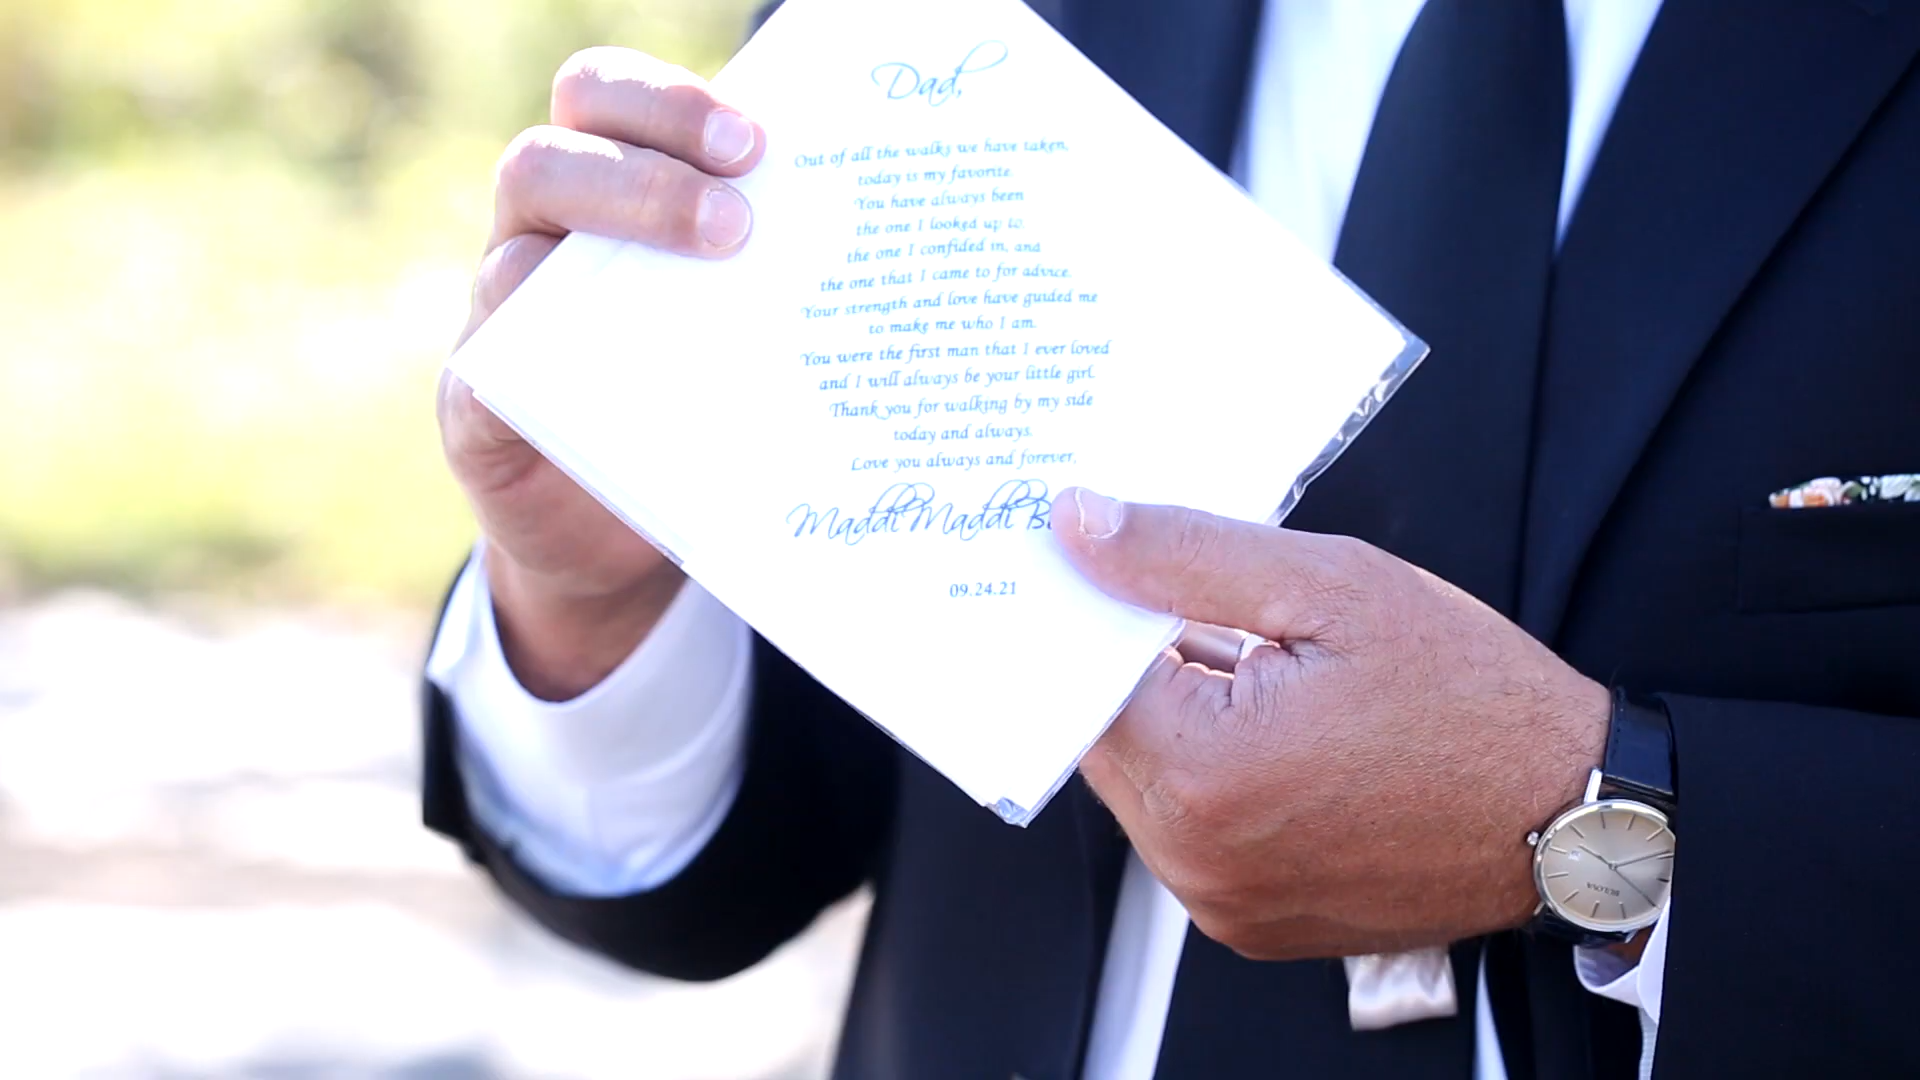 Dad,
Out of all the walks we have taken,
today is my favorite.
You have always been
the one I looked up to
the one I confided in, and
the one that I came to for advice.
Your strength and love have guided me
to make me who I am.
You were the first man that I ever loved
and I will always be your little girl.
Thank you for walking by my side
today and always.
Love you always and forever,
Maddi Maddi
09.24.21
BULOVA